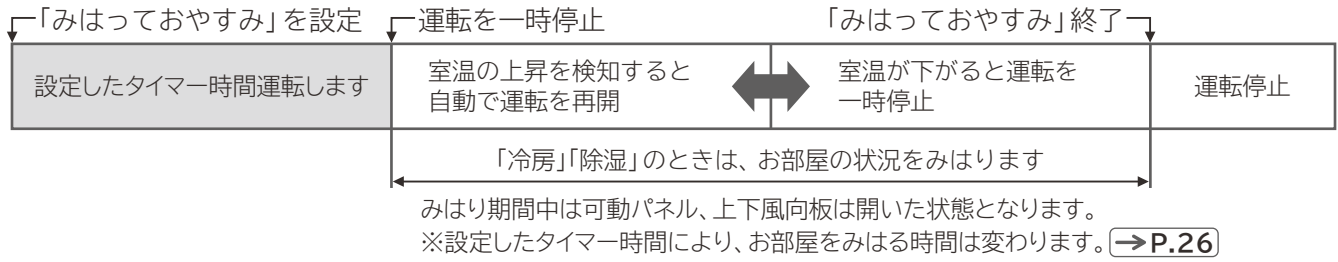 「みはっておやすみ」を設定
運転を一時停止
「みはっておやすみ」終了
設定したタイマー時間運転します
室温の上昇を検知すると
自動で運転を再開
室温が下がると運転を
一時停止
運転停止
「冷房」「除湿」のときは、お部屋の状況をみはります
みはり期間中は可動パネル、上下風向板は開いた状態となります。
※設定したタイマー時間により、お部屋をみはる時間は変わります。→P.26